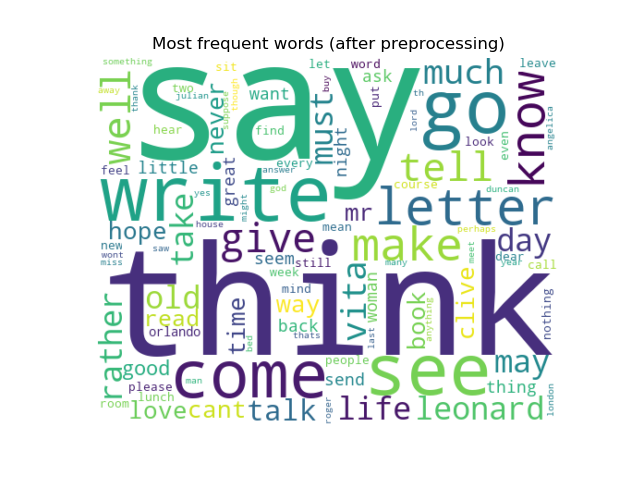 Most frequent words (after preprocessing)
something
sit
let
word
leave
away
thank
julian
two
though
suppose
want
buy
put
ask
much
th
well
say
go
know
hear
never
find
must
night
lord
look
even
angelica
feel
little
great
every
answer
tell
write
yes
god
course
duncan
letter
hope
take
house
might
mr
perhaps
new
saw
give
mean
make
dear
day
wont
miss
seem
still
many
meet
year
call
think
week
mind
vita
woman
book
anything
clive
nothing
rather
old
read
orlando
time
bed
way
back
thats
last
good
come
people
see
may
please
man
send
thing
room
lunch
love
cant
talk
roger
life
leonard
london